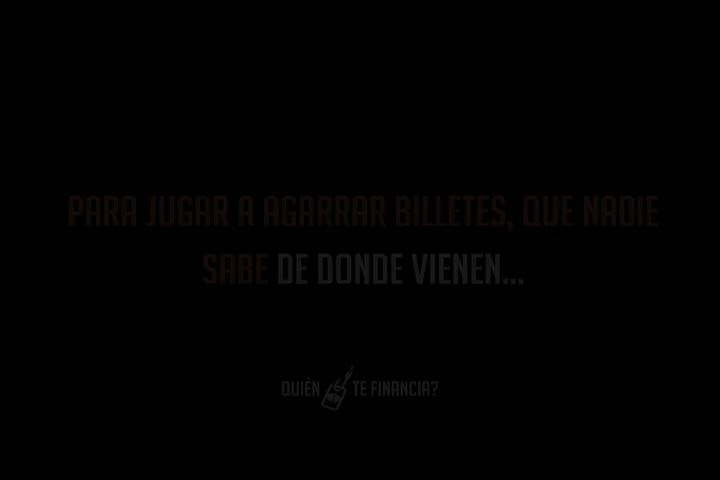 PARA JUGAR A AGARRAR BILLETES, QUE NADIE
SABE DE DONDE VIENEN...
QUIÉN TE FINANCIA?